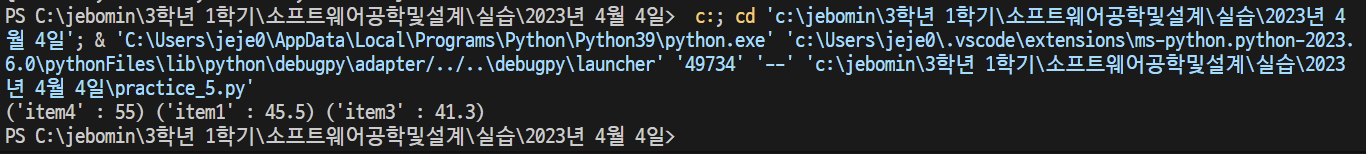 PS C:\jebomin\3학년 1학기\소프트웨어공학및설계\실습\2023년 4월 4일>  c:; cd 'c:\jebomin\3학년 1학기\소프트웨어공학및설계\실습\2023년 4
월 4일'; & 'C:\Users\jeje0\AppData\Local\Programs\Python\Python39\python.exe' 'c:\Users\jeje0\.vscode\extensions\ms-python.python-2023.
6.0\pythonFiles\lib\python\debugpy\adapter/../..\debugpy\launcher' '49734' '--' 'c:\jebomin\3학년 1학기\소프트웨어공학및설계\실습\2023
년 4월 4일\practice_5.py'
('item4' : 55) ('item1' : 45.5) ('item3' : 41.3)
PS C:\jebomin\3학년 1학기\소프트웨어공학및설계\실습\2023년 4월 4일>